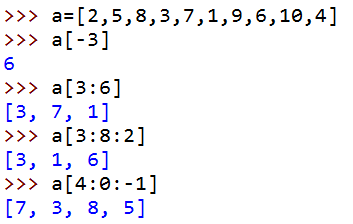 >>> a=[2,5,8,3,7,1,9,6,10,4]
>>> a[-3]
6
>>> a[3:6]
[3, 7, 1]
>>> a[3:8:2]
[3, 1, 6]
>>> a[4:0:-1]
[7, 3, 8, 5]